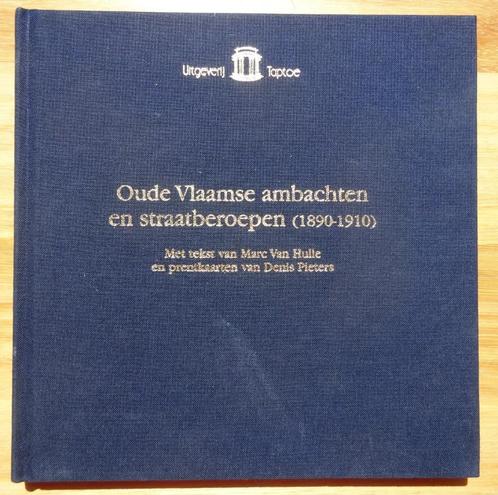 Uitgeverij Taptoe
Oude Vlaamse ambachten
en straatberoepen (1890-1910)
Met tekst van Marc Van Hulle
en prentkaarten van Denis Pieters